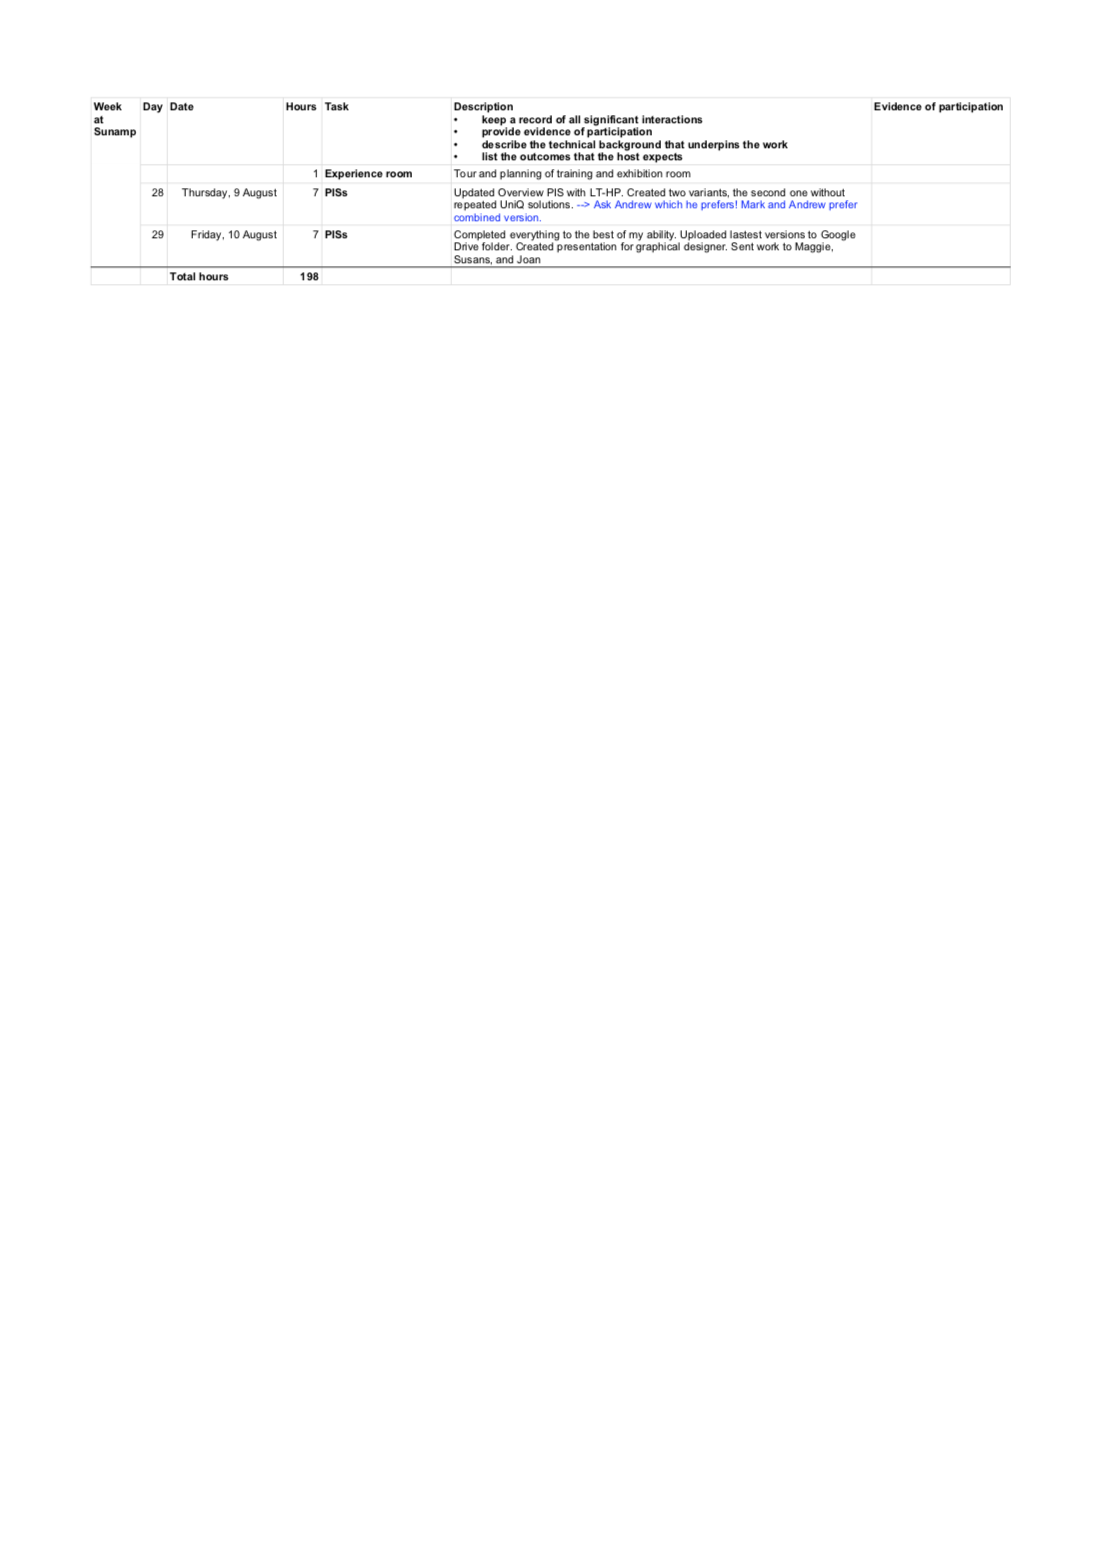 Week at Sunamp Day Date Hours Task Description Evidence of participation
• keep a record of all significant interactions
• provide evidence of participation
• describe the technical background that underpins the work
• list the outcomes that the host expects
1 Experience room Tour and planning of training and exhibition room
28 Thursday, 9 August 7 PISs Updated Overview PIS with LT-HP. Created two variants, the second one without
repeated UniQ solutions. --> Ask Andrew which he prefers! Mark and Andrew prefer
combined version.
29 Friday, 10 August 7 PISs Completed everything to the best of my ability. Uploaded lastest versions to Google
Drive folder. Created presentation for graphical designer. Sent work to Maggie,
Susans, and Joan
Total hours 198